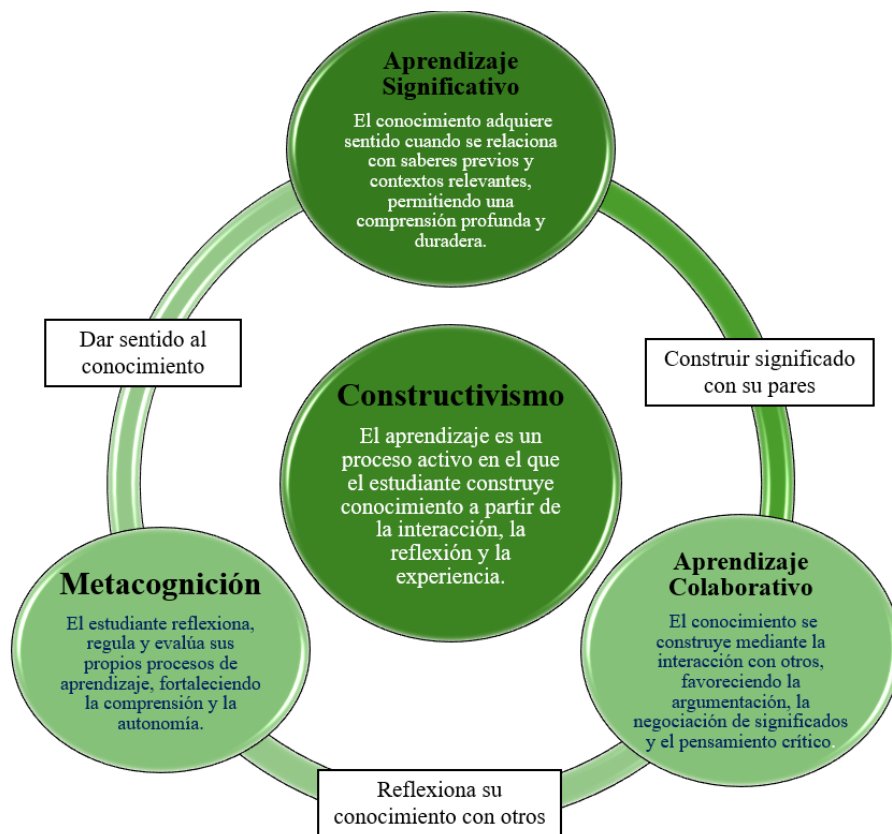 Aprendizaje
Significativo
El conocimiento adquiere
sentido cuando se relaciona
con saberes previos y
contextos relevantes,
permitiendo una
comprensión profunda y
duradera.
Dar sentido al
conocimiento
Construir significado
con su pares
Constructivismo
El aprendizaje es un
proceso activo en el que
el estudiante construye
conocimiento a partir de
la interacción, la
reflexión y la
experiencia.
Metacognición
El estudiante reflexiona,
regula y evalúa sus
propios procesos de
aprendizaje, fortaleciendo
la comprensión y la
autonomía.
Aprendizaje
Colaborativo
El conocimiento se
construye mediante la
interacción con otros,
favoreciendo la
argumentación, la
negociación de significados
y el pensamiento crítico.
Reflexiona su
conocimiento con otros